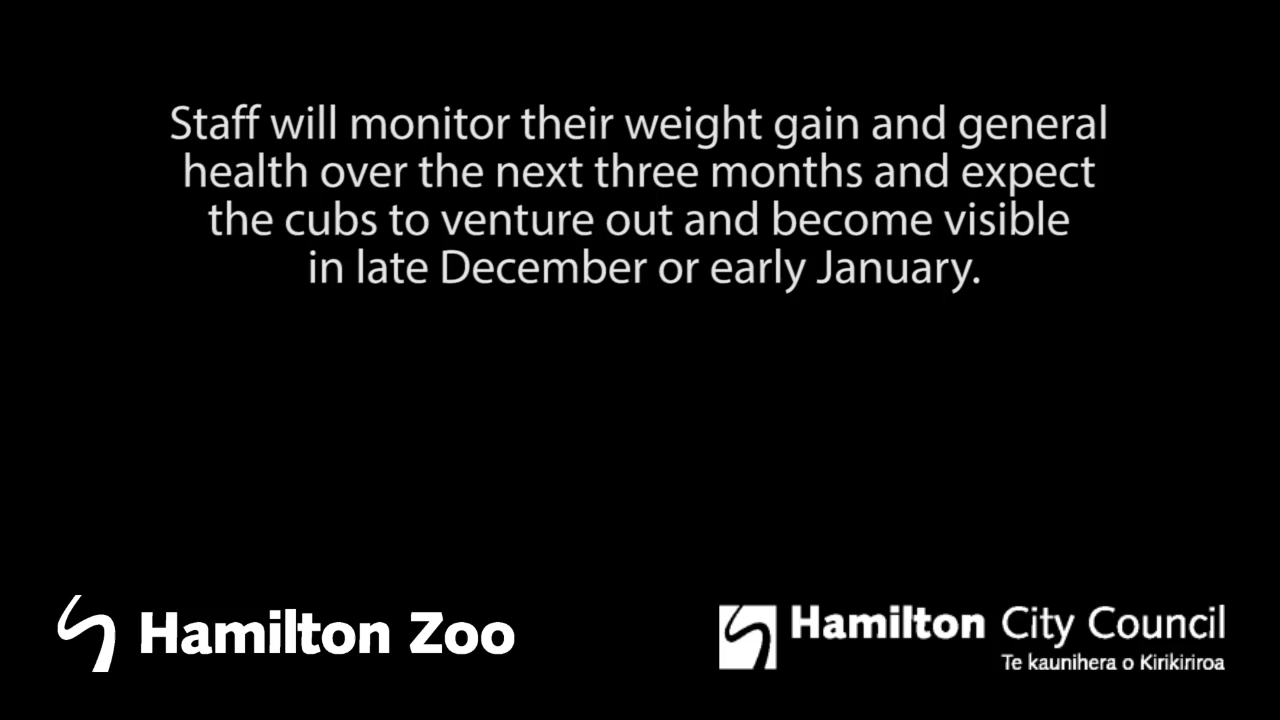 Staff will monitor their weight gain and general
health over the next three months and expect
the cubs to venture out and become visible
in late December or early January.
Hamilton Zoo
Hamilton City Council
Te kaunihera o Kirikiriroa